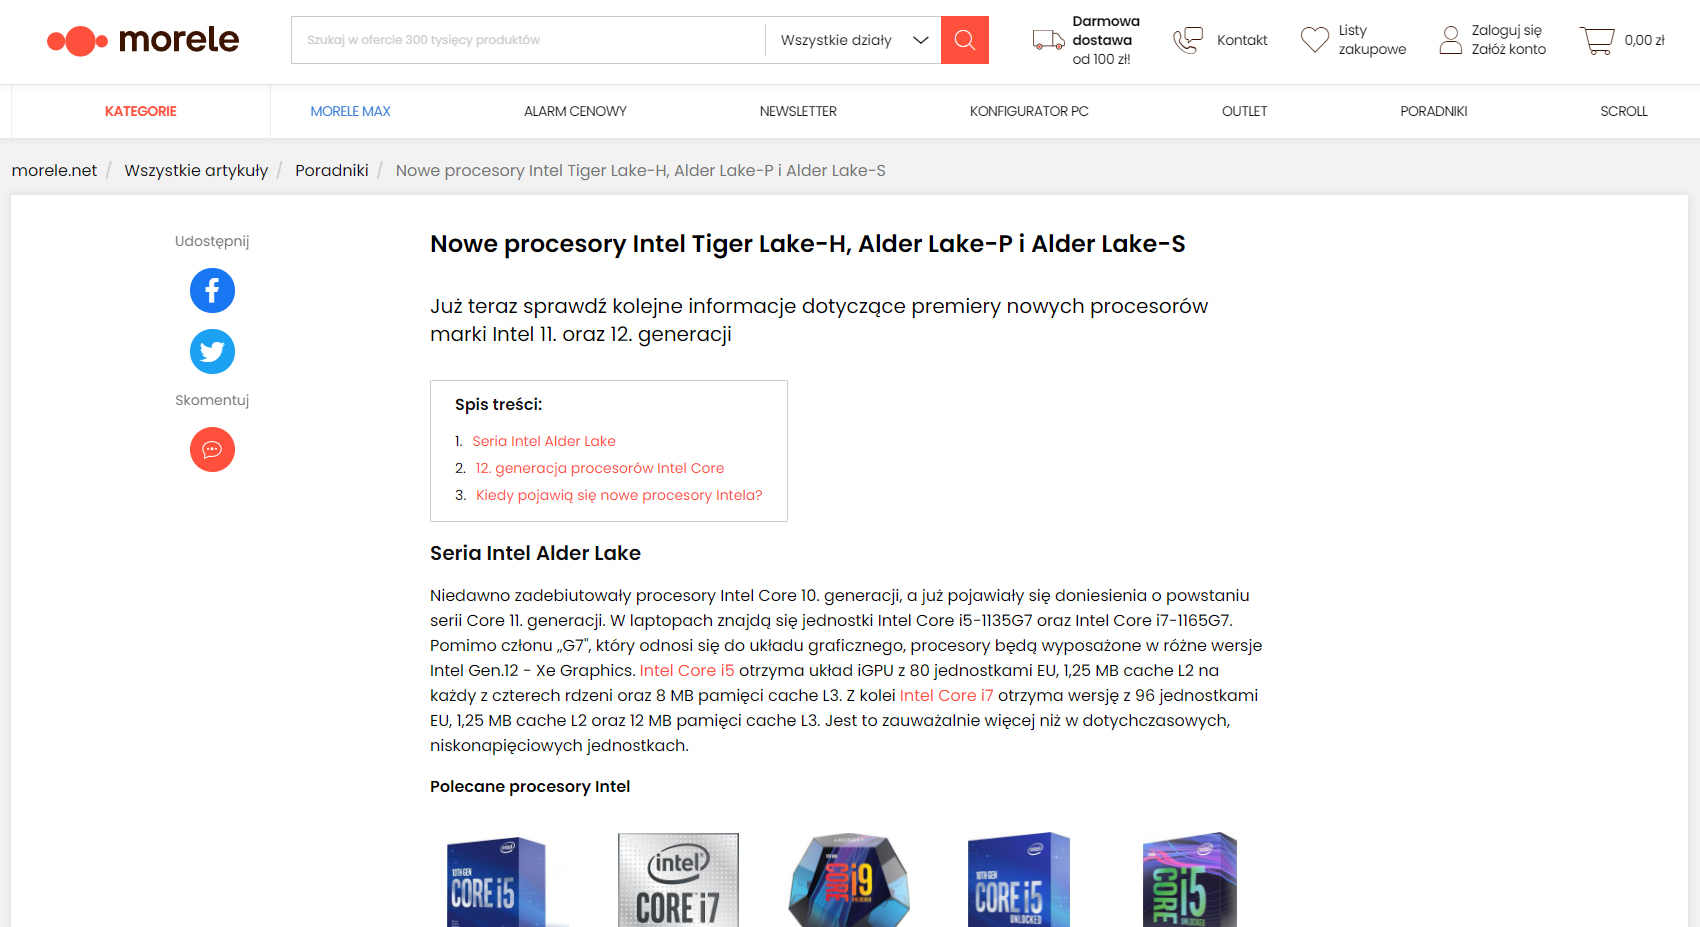 morele
Szukaj w ofercie 300 tysięcy produktów
Wszystkie działy
Darmowa
dostawa
od 100 zł!
Kontakt
Listy
zakupowe
Zaloguj się
Załóż konto
0,00 zł
KATEGORIE
MORELE MAX
ALARM CENOWY
NEWSLETTER
KONFIGURATOR PC
OUTLET
PORADNIKI
SCROLL
morele.net / Wszystkie artykuły / Poradniki / Nowe procesory Intel Tiger Lake-H, Alder Lake-P i Alder Lake-S
Udostępnij
Skomentuj
Nowe procesory Intel Tiger Lake-H, Alder Lake-P i Alder Lake-S
Już teraz sprawdź kolejne informacje dotyczące premiery nowych procesorów
marki Intel 11. oraz 12. generacji
Spis treści:
1. Seria Intel Alder Lake
2. 12. generacja procesorów Intel Core
3. Kiedy pojawią się nowe procesory Intela?
Seria Intel Alder Lake
Niedawno zadebiutowały procesory Intel Core 10. generacji, a już pojawiały się doniesienia o powstaniu
serii Core 11. generacji. W laptopach znajdą się jednostki Intel Core i5-1135G7 oraz Intel Core i7-1165G7.
Pomimo członu „G7", który odnosi się do układu graficznego, procesory będą wyposażone w różne wersje
Intel Gen.12 - Xe Graphics. Intel Core i5 otrzyma układ iGPU z 80 jednostkami EU, 1,25 MB cache L2 na
każdy z czterech rdzeni oraz 8 MB pamięci cache L3. Z kolei Intel Core i7 otrzyma wersję z 96 jednostkami
EU, 1,25 MB cache L2 oraz 12 MB pamięci cache L3. Jest to zauważalnie więcej niż w dotychczasowych,
niskonapięciowych jednostkach.
Polecane procesory Intel
intel
10TH GEN
CORE i5
intel
CORE i7
CORE i9
intel
10TH GEN
CORE i5
UNLOCKED
intel
CORE i5
UNLOCKED